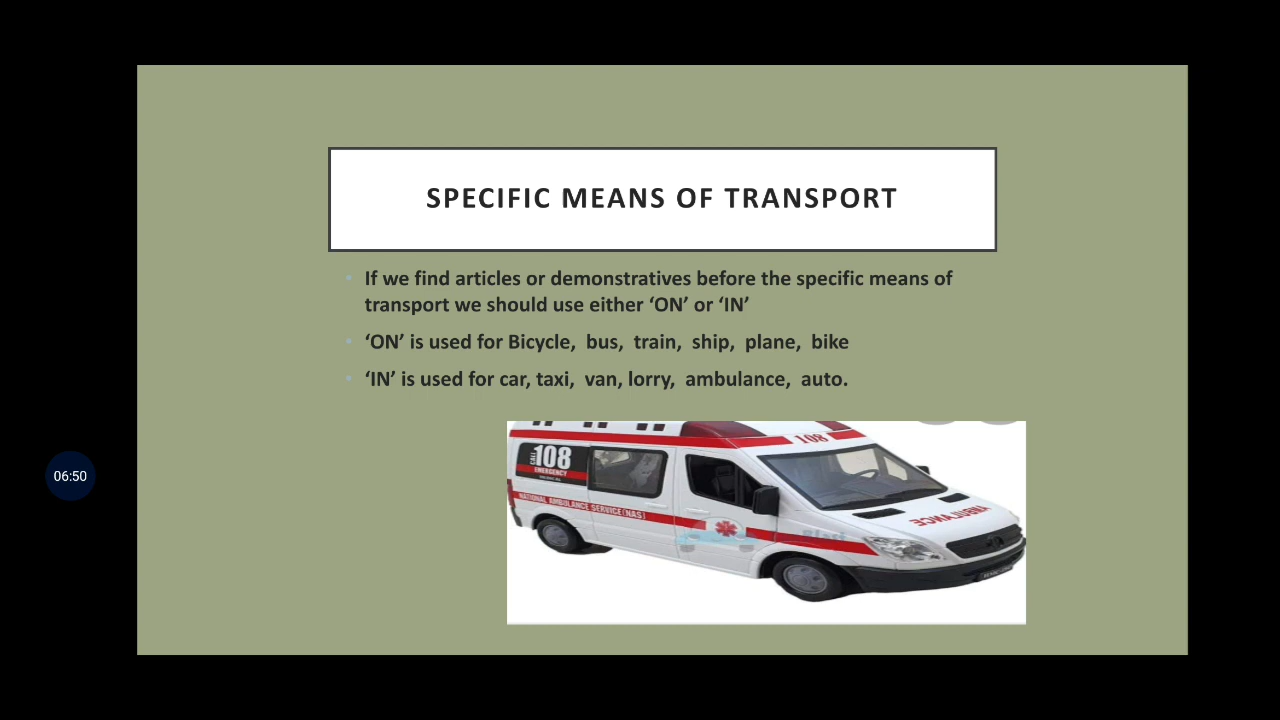 SPECIFIC MEANS OF TRANSPORT
If we find articles or demonstratives before the specific means of
transport we should use either ‘ON’ or ‘IN’
‘ON’ is used for Bicycle, bus, train, ship, plane, bike
‘IN’ is used for car, taxi, van, lorry, ambulance, auto.
108
CALL 108
EMERGENCY
NATIONAL AMBULANCE SERVICE (NAS)
AMBULANCE
06:50